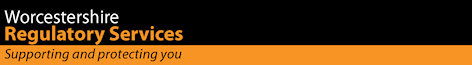 Worcestershire
Regulatory Services
Supporting and protecting you